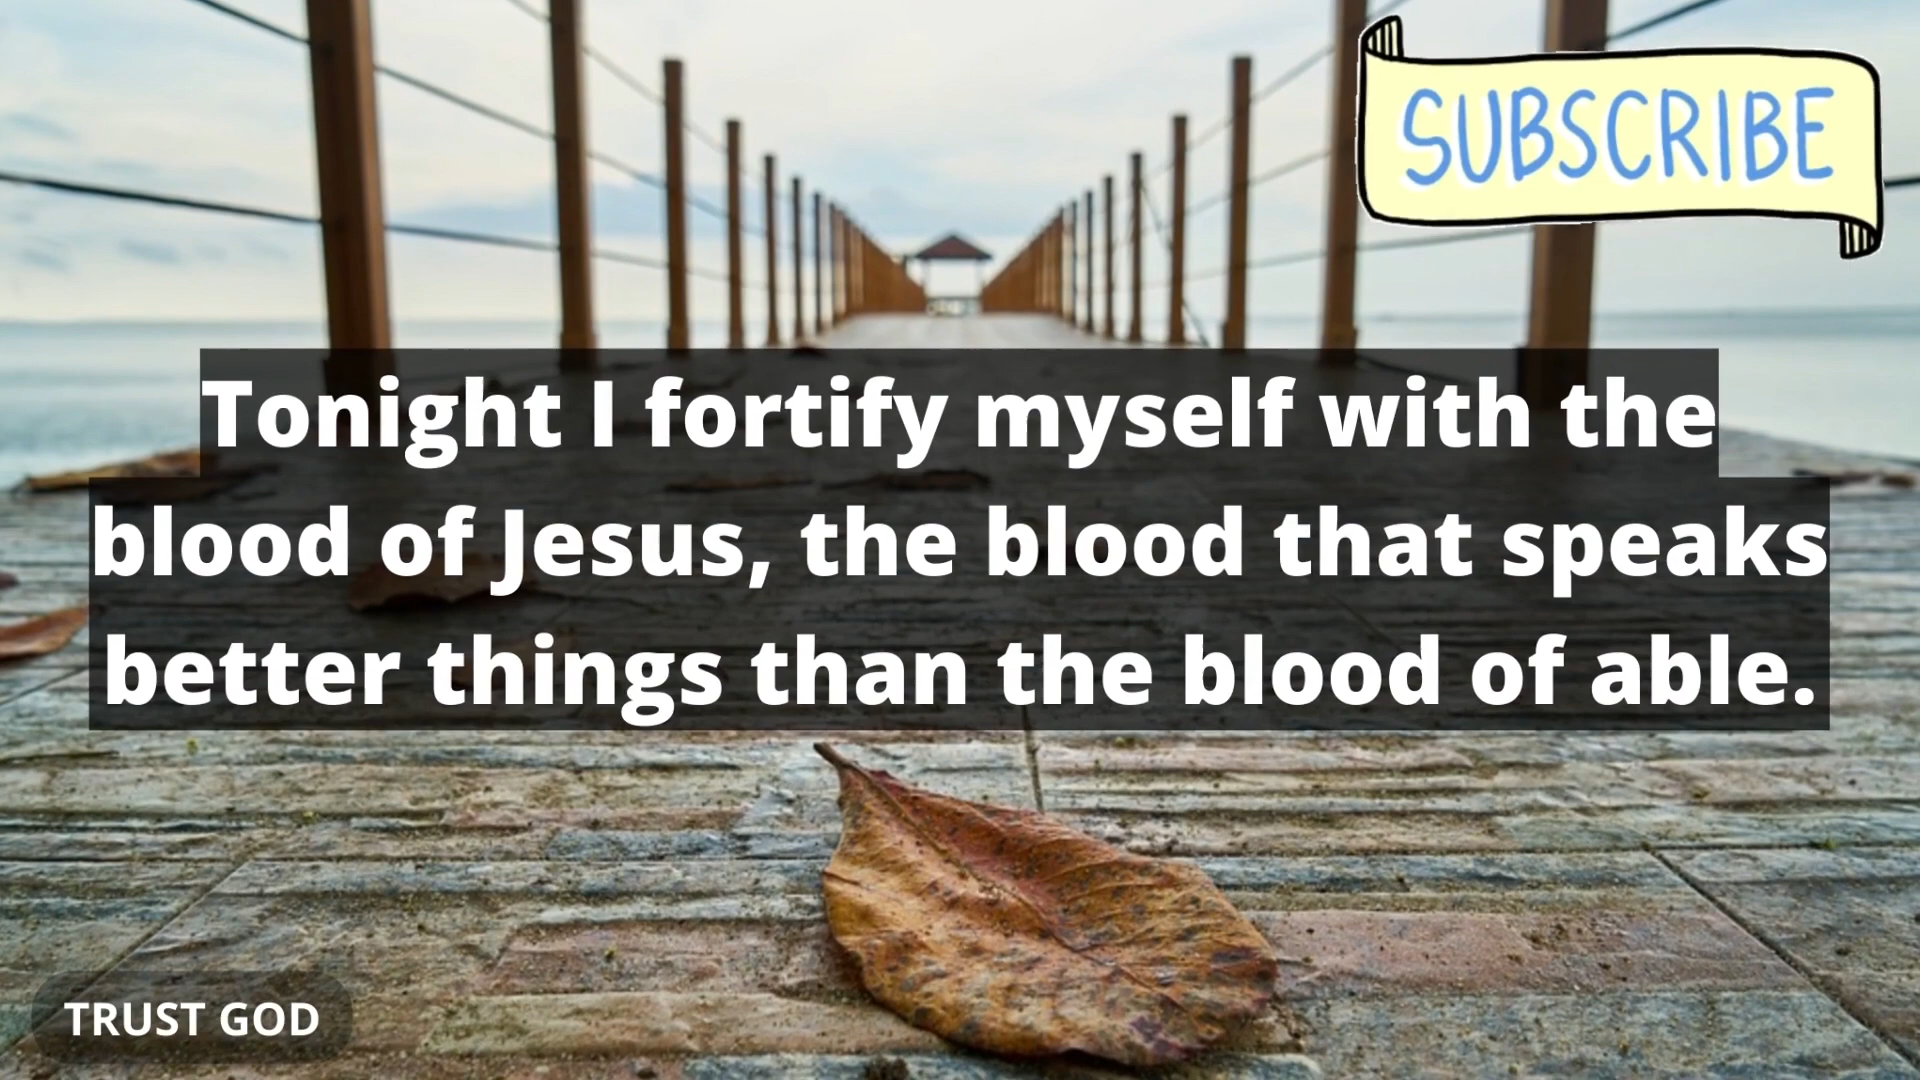 SUBSCRIBE
Tonight I fortify myself with the
blood of Jesus, the blood that speaks
better things than the blood of able.
TRUST GOD